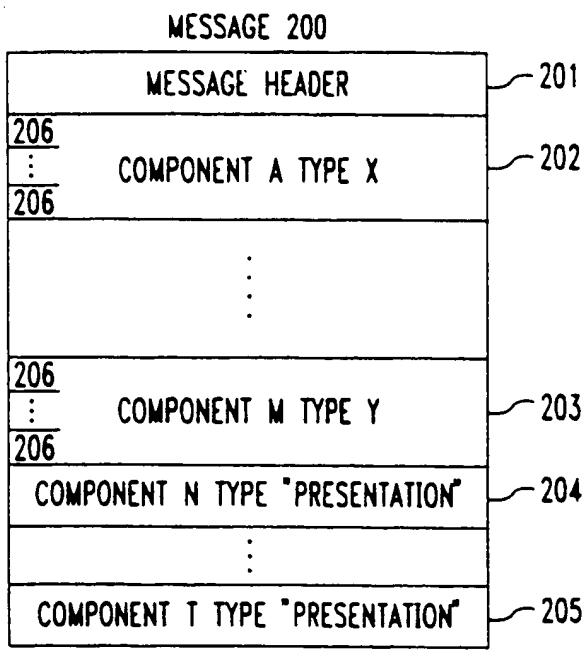 MESSAGE 200
MESSAGE HEADER 201
206
⋮
206
COMPONENT A TYPE X 202
⋮
206
⋮
206
COMPONENT M TYPE Y 203
COMPONENT N TYPE "PRESENTATION" 204
⋮
COMPONENT T TYPE "PRESENTATION" 205